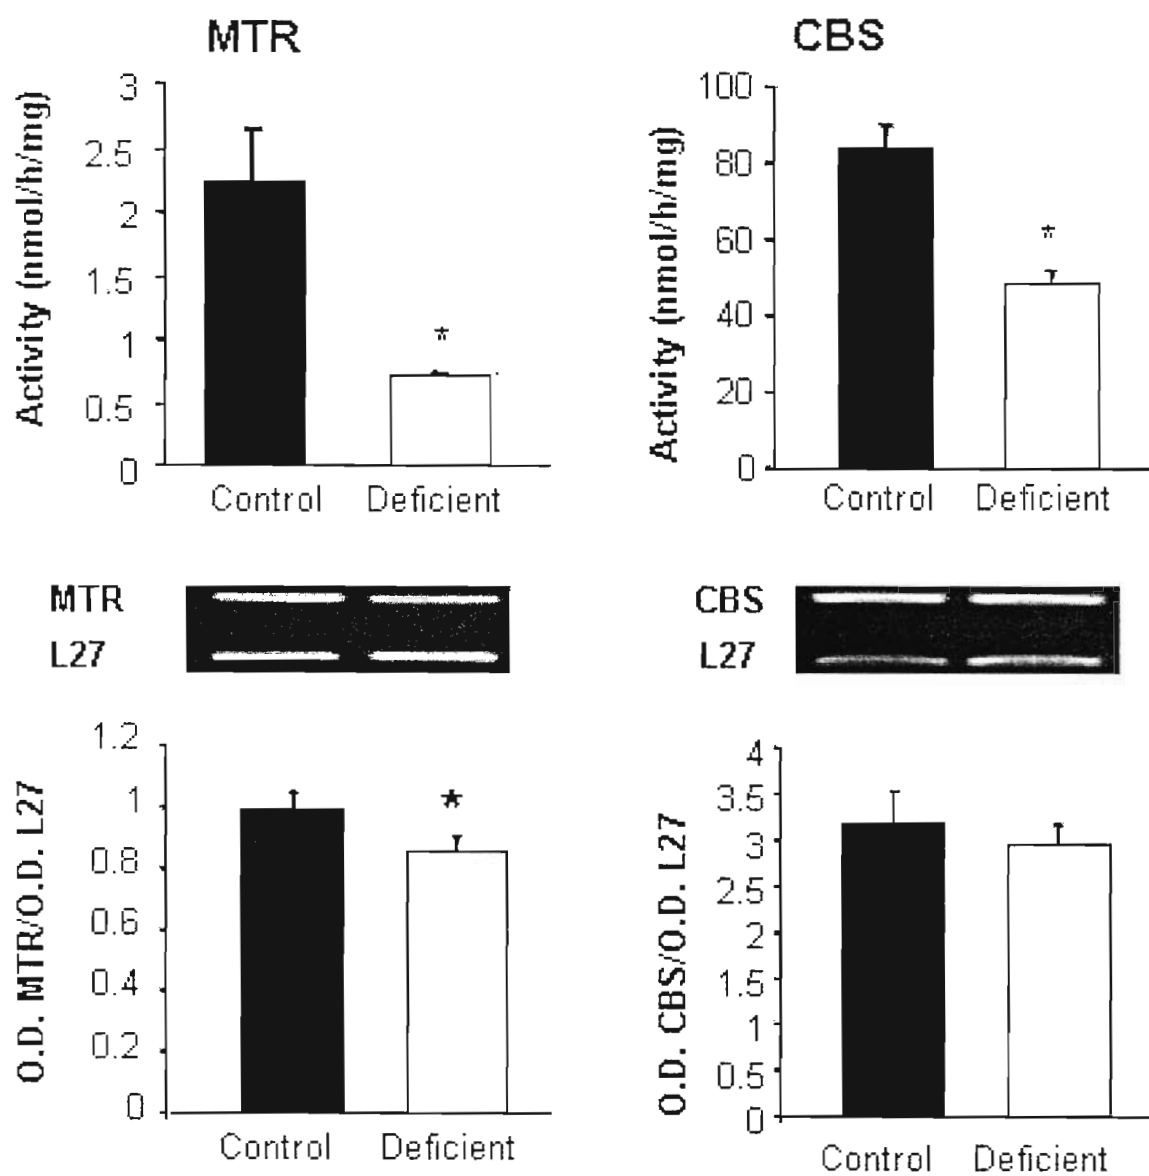 MTR
Activity (nmol/h/mg)
3
2.5
2
1.5
1
0.5
0
*
Control Deficient
CBS
Activity (nmol/h/mg)
100
80
60
40
20
0
*
Control Deficient
MTR
L27
CBS
L27
O.D. MTR/O.D. L27
1.2
1
0.8
0.6
0.4
0.2
0
*
Control Deficient
O.D. CBS/O.D. L27
4
3.5
3
2.5
2
1.5
1
0.5
0
Control Deficient